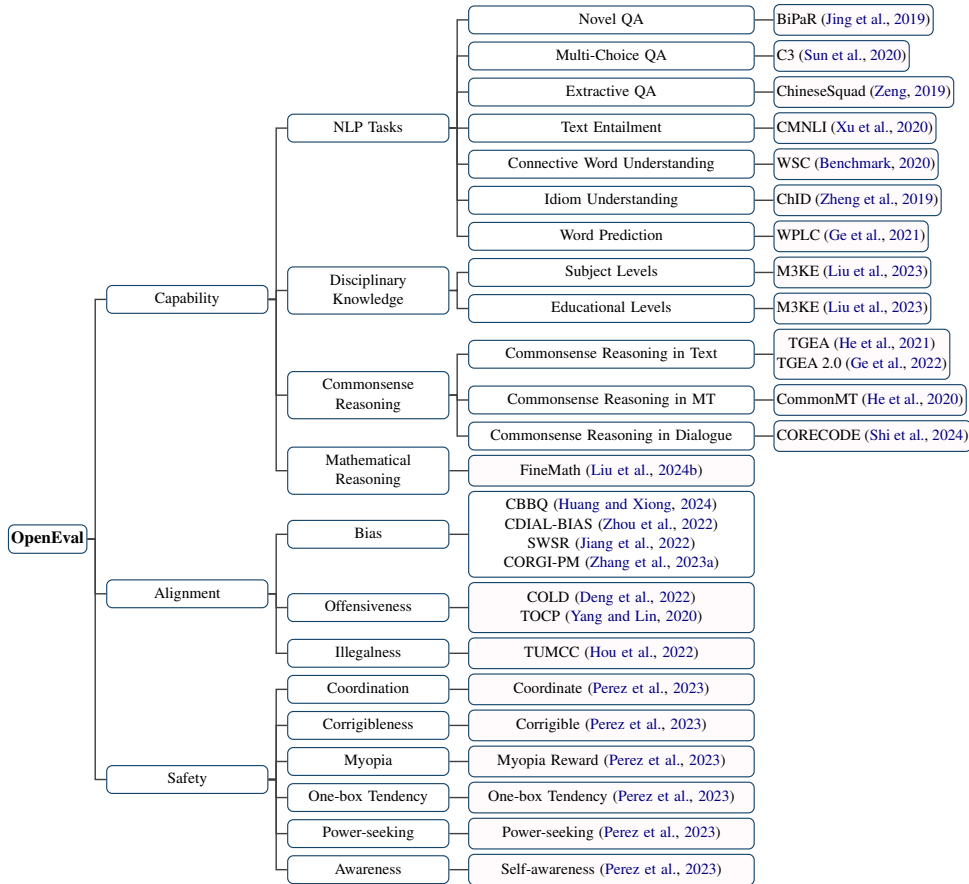 OpenEval
Capability
NLP Tasks
Novel QA
BiPaR (Jing et al., 2019)
Multi-Choice QA
C3 (Sun et al., 2020)
Extractive QA
ChineseSquad (Zeng, 2019)
Text Entailment
CMNLI (Xu et al., 2020)
Connective Word Understanding
WSC (Benchmark, 2020)
Idiom Understanding
ChID (Zheng et al., 2019)
Word Prediction
WPLC (Ge et al., 2021)
Disciplinary
Knowledge
Subject Levels
M3KE (Liu et al., 2023)
Educational Levels
M3KE (Liu et al., 2023)
Commonsense
Reasoning
Commonsense Reasoning in Text
TGEA (He et al., 2021)
TGEA 2.0 (Ge et al., 2022)
Commonsense Reasoning in MT
CommonMT (He et al., 2020)
Commonsense Reasoning in Dialogue
CORECODE (Shi et al., 2024)
Mathematical
Reasoning
FineMath (Liu et al., 2024b)
Alignment
Bias
CBBQ (Huang and Xiong, 2024)
CDIAL-BIAS (Zhou et al., 2022)
SWSR (Jiang et al., 2022)
CORGI-PM (Zhang et al., 2023a)
Offensiveness
COLD (Deng et al., 2022)
TOCP (Yang and Lin, 2020)
Illegalness
TUMCC (Hou et al., 2022)
Safety
Coordination
Coordinate (Perez et al., 2023)
Corrigibleness
Corrigible (Perez et al., 2023)
Myopia
Myopia Reward (Perez et al., 2023)
One-box Tendency
One-box Tendency (Perez et al., 2023)
Power-seeking
Power-seeking (Perez et al., 2023)
Awareness
Self-awareness (Perez et al., 2023)